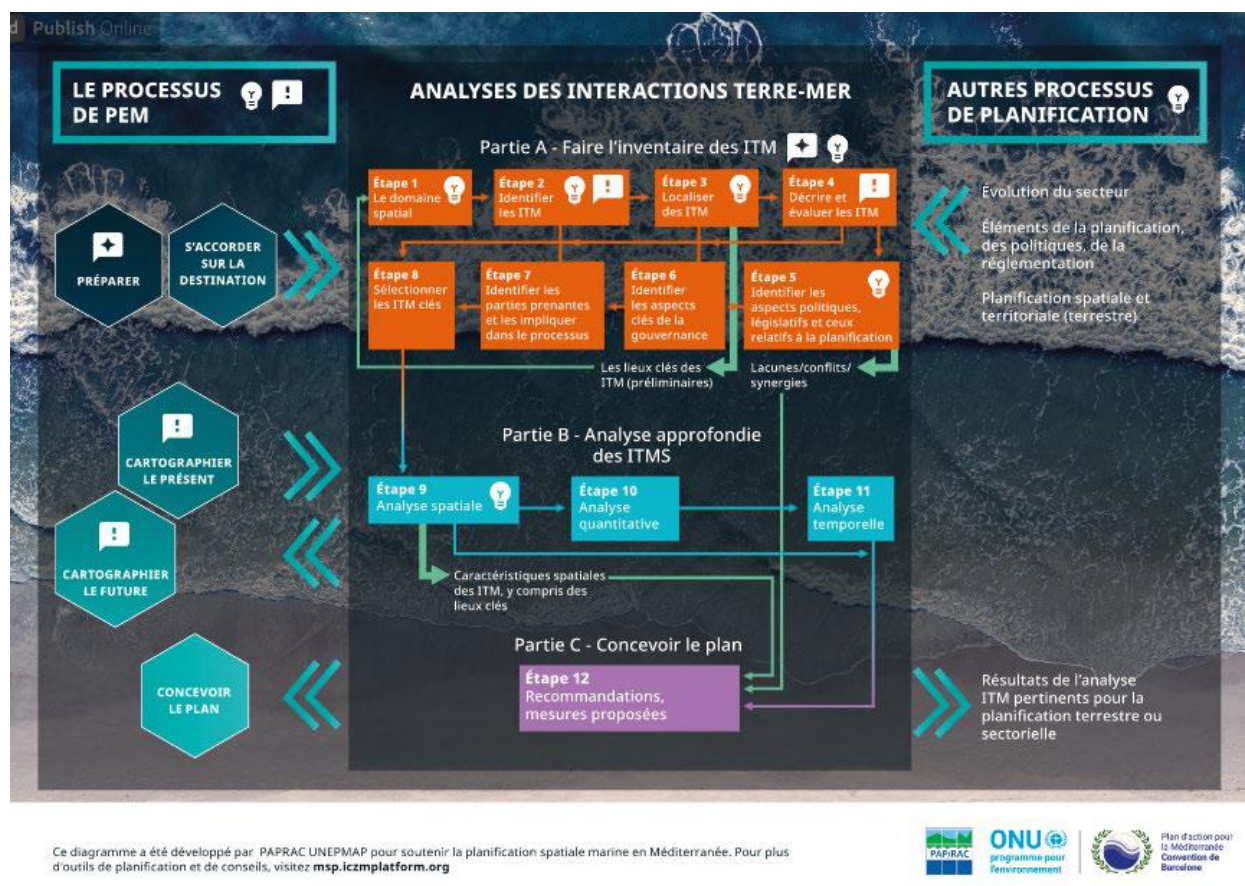 Publish Online
LE PROCESSUS
DE PEM
ANALYSES DES INTERACTIONS TERRE-MER
AUTRES PROCESSUS
DE PLANIFICATION
Partie A - Faire l'inventaire des ITM
Étape 1
Le domaine
spatial
Étape 2
Identifier
les ITM
Étape 3
Localiser
des ITM
Étape 4
Décrire et
évaluer les ITM
PRÉPARER
S'ACCORDER
SUR LA
DESTINATION
Étape 8
Sélectionner
les ITM clés
Étape 7
Identifier les
parties prenantes
et les impliquer
dans le processus
Étape 6
Identifier
les aspects
clés de la
gouvernance
Étape 5
Identifier les
aspects politiques,
législatifs et ceux
relatifs à la planification
Evolution du secteur
Éléments de la planification,
des politiques, de la
réglementation
Planification spatiale et
territoriale (terrestre)
Les lieux clés des
ITM (préliminaires)
Lacunes/conflits/
synergies
Partie B - Analyse approfondie
des ITMS
CARTOGRAPHIER
LE PRÉSENT
Étape 9
Analyse spatiale
Étape 10
Analyse
quantitative
Étape 11
Analyse
temporelle
CARTOGRAPHIER
LE FUTURE
Caractéristiques spatiales
des ITM, y compris des
lieux clés
Partie C - Concevoir le plan
CONCEVOIR
LE PLAN
Étape 12
Recommandations,
mesures proposées
Résultats de l'analyse
ITM pertinents pour la
planification terrestre ou
sectorielle
Ce diagramme a été développé par PAPRAC UNEPMAP pour soutenir la planification spatiale marine en Méditerranée. Pour plus
d'outils de planification et de conseils, visitez msp.iczmplatform.org
PAP/RAC
ONU
programme pour
l'environnement
Plan d'action pour
la Méditerranée
Convention de
Barcelone